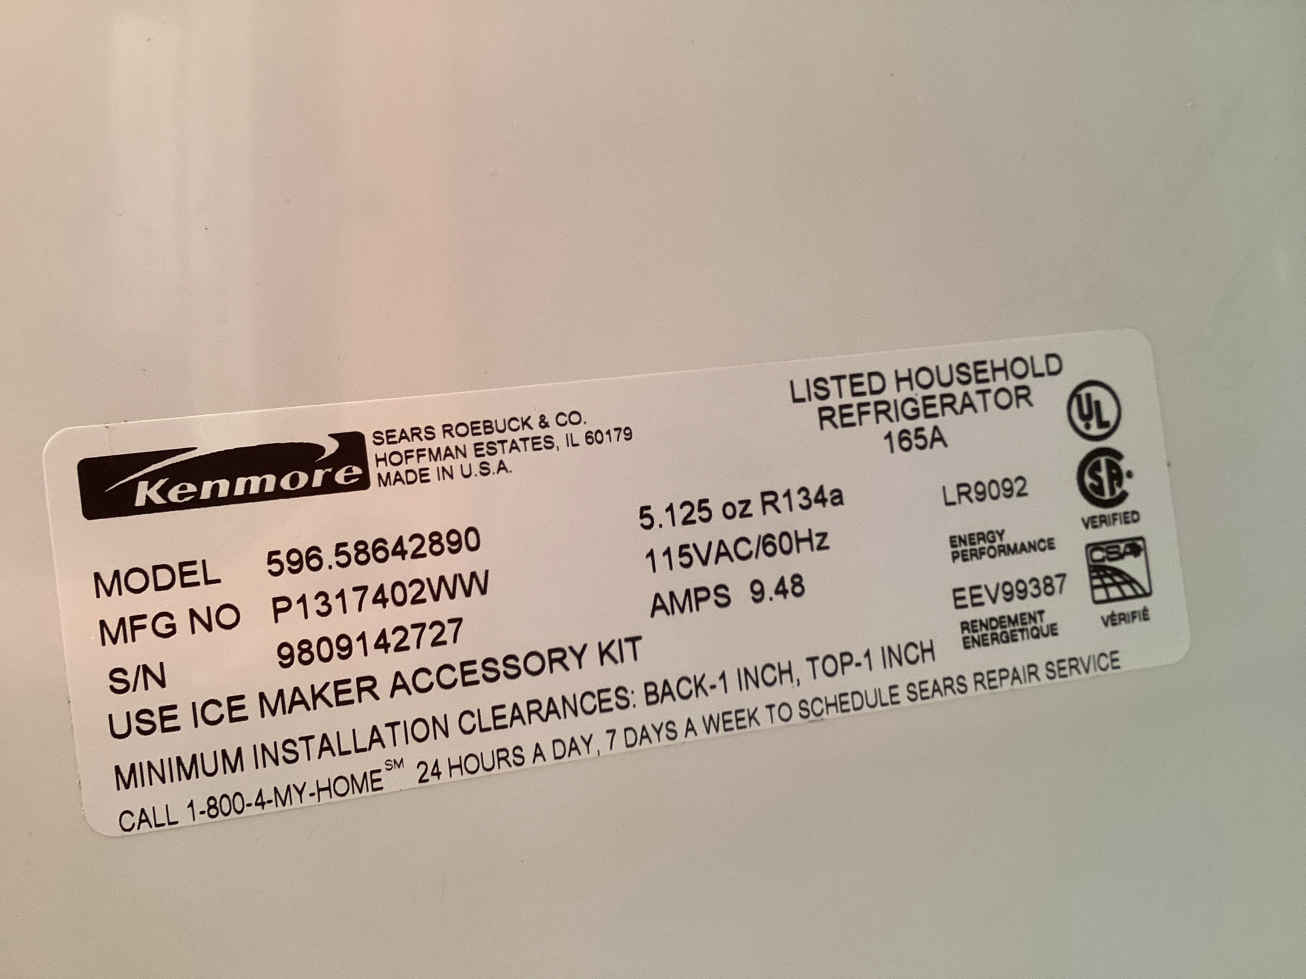 Kenmore
SEARS ROEBUCK & CO.
HOFFMAN ESTATES, IL 60179
MADE IN U.S.A.
LISTED HOUSEHOLD
REFRIGERATOR
165A
UL
MODEL 596.58642890
MFG NO P1317402WW
S/N 9809142727
5.125 oz R134a
115VAC/60Hz
AMPS 9.48
LR9092
ENERGY
PERFORMANCE
EEV99387
RENDEMENT
ENERGETIQUE
SA
VERIFIED
CSA
VÉRIFIÉ
USE ICE MAKER ACCESSORY KIT
MINIMUM INSTALLATION CLEARANCES: BACK-1 INCH, TOP-1 INCH
CALL 1-800-4-MY-HOME℠ 24 HOURS A DAY, 7 DAYS A WEEK TO SCHEDULE SEARS REPAIR SERVICE